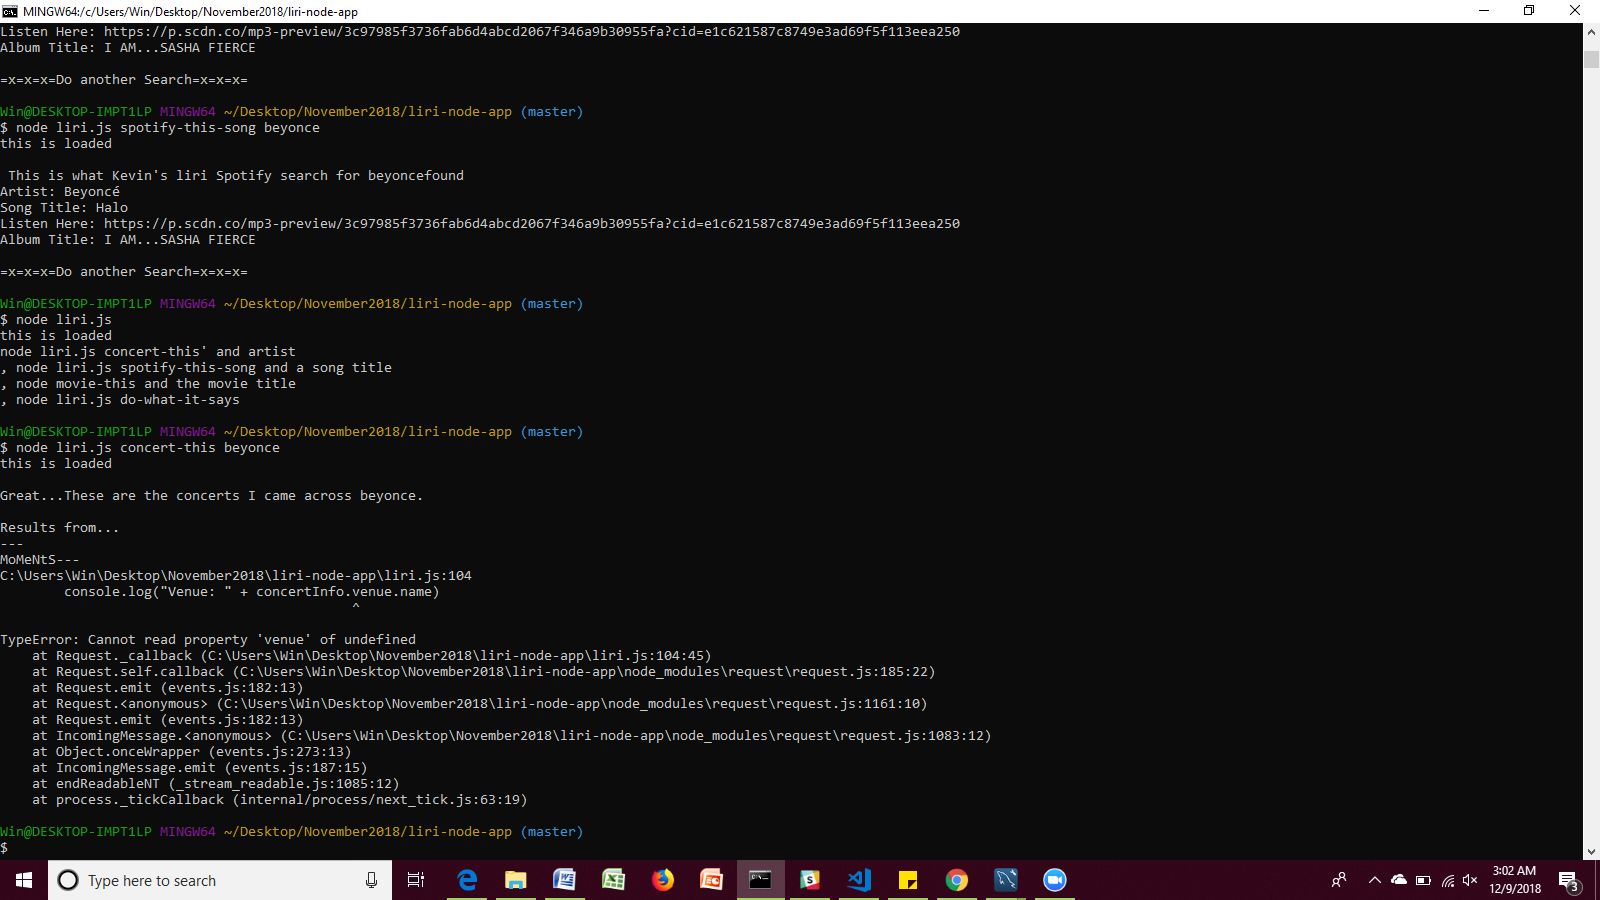 MINGW64:/c/Users/Win/Desktop/November2018/liri-node-app
Listen Here: https://p.scdn.co/mp3-preview/3c97985f3736fab6d4abcd2067f346a9b30955fa?cid=e1c621587c8749e3ad69f5f113eea250
Album Title: I AM...SASHA FIERCE
=x=x=x=Do another Search=x=x=x=
Win@DESKTOP-IMPT1LP MINGW64 ~/Desktop/November2018/liri-node-app (master)
$ node liri.js spotify-this-song beyonce
this is loaded
This is what Kevin's liri Spotify search for beyoncefound
Artist: Beyoncé
Song Title: Halo
Listen Here: https://p.scdn.co/mp3-preview/3c97985f3736fab6d4abcd2067f346a9b30955fa?cid=e1c621587c8749e3ad69f5f113eea250
Album Title: I AM...SASHA FIERCE
=x=x=x=Do another Search=x=x=x=
Win@DESKTOP-IMPT1LP MINGW64 ~/Desktop/November2018/liri-node-app (master)
$ node liri.js
this is loaded
node liri.js concert-this' and artist
, node liri.js spotify-this-song and a song title
, node movie-this and the movie title
, node liri.js do-what-it-says
Win@DESKTOP-IMPT1LP MINGW64 ~/Desktop/November2018/liri-node-app (master)
$ node liri.js concert-this beyonce
this is loaded
Great...These are the concerts I came across beyonce.
Results from...
---
MoMeNtS---
C:\Users\Win\Desktop\November2018\liri-node-app\liri.js:104
console.log("Venue: " + concertInfo.venue.name)
^
TypeError: Cannot read property 'venue' of undefined
at Request._callback (C:\Users\Win\Desktop\November2018\liri-node-app\liri.js:104:45)
at Request.self.callback (C:\Users\Win\Desktop\November2018\liri-node-app\node_modules\request\request.js:185:22)
at Request.emit (events.js:182:13)
at Request.<anonymous> (C:\Users\Win\Desktop\November2018\liri-node-app\node_modules\request\request.js:1161:10)
at Request.emit (events.js:182:13)
at IncomingMessage.<anonymous> (C:\Users\Win\Desktop\November2018\liri-node-app\node_modules\request\request.js:1083:12)
at Object.onceWrapper (events.js:273:13)
at IncomingMessage.emit (events.js:187:15)
at endReadableNT (_stream_readable.js:1085:12)
at process._tickCallback (internal/process/next_tick.js:63:19)
Win@DESKTOP-IMPT1LP MINGW64 ~/Desktop/November2018/liri-node-app (master)
$
Type here to search
3:02 AM
12/9/2018
3